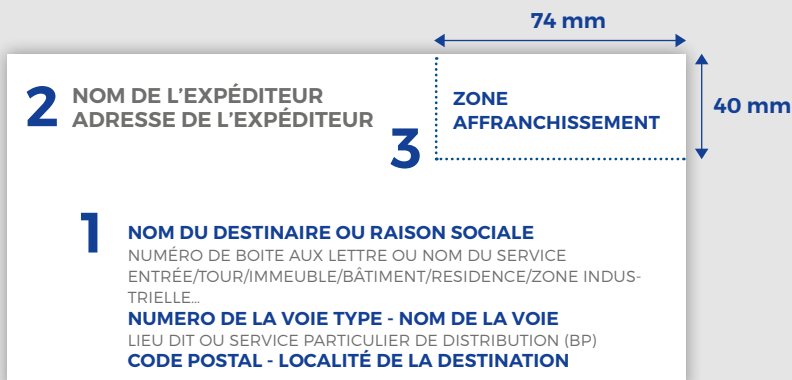 74 mm
2 NOM DE L'EXPÉDITEUR
ADRESSE DE L'EXPÉDITEUR
3
ZONE
AFFRANCHISSEMENT
40 mm
1
NOM DU DESTINAIRE OU RAISON SOCIALE
NUMÉRO DE BOITE AUX LETTRE OU NOM DU SERVICE
ENTRÉE/TOUR/IMMEUBLE/BÂTIMENT/RESIDENCE/ZONE INDUS-
TRIELLE...
NUMERO DE LA VOIE TYPE - NOM DE LA VOIE
LIEU DIT OU SERVICE PARTICULIER DE DISTRIBUTION (BP)
CODE POSTAL - LOCALITÉ DE LA DESTINATION